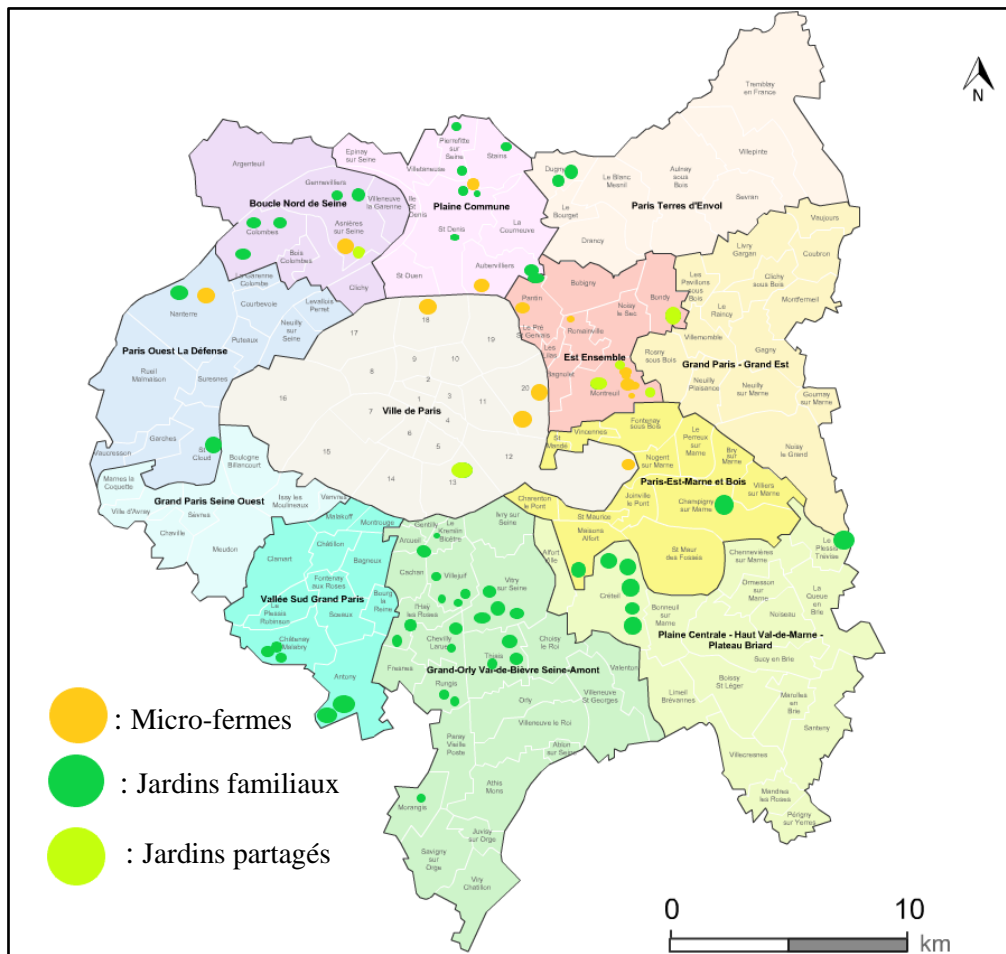 Tremblay
en France
N
Pierrefitte
sur
Seine
Stains
Epinay
sur Seine
Villetaneuse
Argenteuil
Gennevilliers
Villeneuve
la Garenne
Ile
St
Denis
Boucle Nord de Seine
Plaine Commune
Dugny
Le Blanc
Mesnil
Aulnay
sous
Bois
Villepinte
Le
Bourget
Paris Terres d'Envol
Sevran
Drancy
Vaujours
Colombes
Asnières
sur Seine
Bois
Colombes
St Denis
La
Courneuve
Livry
Gargan
Coubron
La Garenne
Colombe
Clichy
St Ouen
Aubervilliers
Bobigny
Les
Pavillons
sous
Bois
Clichy
sous Bois
Montfermeil
Courbevoie
Levallois
Perret
Pantin
Noisy
le Sec
Bondy
Le
Raincy
Nanterre
Puteaux
Neuilly
sur
Seine
17
18
19
Le Pré
St Gervais
Romainville
Villemomble
Gagny
Paris Ouest La Défense
Les
Lilas
Est Ensemble
Rosny
sous Bois
Grand Paris - Grand Est
Rueil
Malmaison
Suresnes
8
9
10
2
Bagnolet
Montreuil
Neuilly
Plaisance
Neuilly
sur
Marne
Gournay
sur Marne
16
1
3
11
20
7
Ville de Paris
4
6
5
Garches
Vaucresson
St
Cloud
Boulogne
Billancourt
15
12
14
13
St
Mandé
Vincennes
Fontenay
sous Bois
Le
Perreux
sur
Marne
Nogent
sur Marne
Bry
sur
Marne
Noisy
le Grand
Marnes la
Coquette
Grand Paris Seine Ouest
Issy les
Moulineaux
Vanves
Paris-Est-Marne et Bois
Villiers
sur Marne
Ville d'Avray
Sèvres
Chaville
Meudon
Malakoff
Montrouge
Gentilly
Le
Kremlin
Bicêtre
Ivry sur
Seine
Charenton
le Pont
St Maurice
Joinville
le Pont
Champigny
sur Marne
Maisons
Alfort
Clamart
Châtillon
Bagneux
Arcueil
Alfort
Ville
St Maur
des Fossés
Chennevières
sur Marne
Le
Plessis
Trévise
Fontenay
aux Roses
Cachan
Villejuif
Vitry
sur Seine
Créteil
Ormesson
sur Marne
La
Queue
en
Brie
Vallée Sud Grand Paris
Bourg
la
Reine
l'Haÿ
les Roses
Bonneuil
sur Marne
Noiseau
Le
Plessis
Robinson
Sceaux
Plaine Centrale - Haut Val-de-Marne -
Plateau Briard
Châtenay
Malabry
Chevilly
Larue
Thiais
Choisy
le Roi
Sucy en Brie
Antony
Fresnes
Grand-Orly Val-de-Bièvre Seine-Amont
Valenton
Boissy
St Léger
Rungis
Limeil
Brévannes
Marolles
en
Brie
Orly
Villeneuve
St Georges
Villeneuve le Roi
Santeny
Paray
Vieille
Poste
Ablon
sur Seine
Villecresnes
Athis
Mons
Mandres
les Roses
Morangis
Périgny
sur Yerres
Juvisy
sur Orge
Savigny
sur
Orge
Viry
Chatillon
: Micro-fermes
: Jardins familiaux
: Jardins partagés
0
10
km